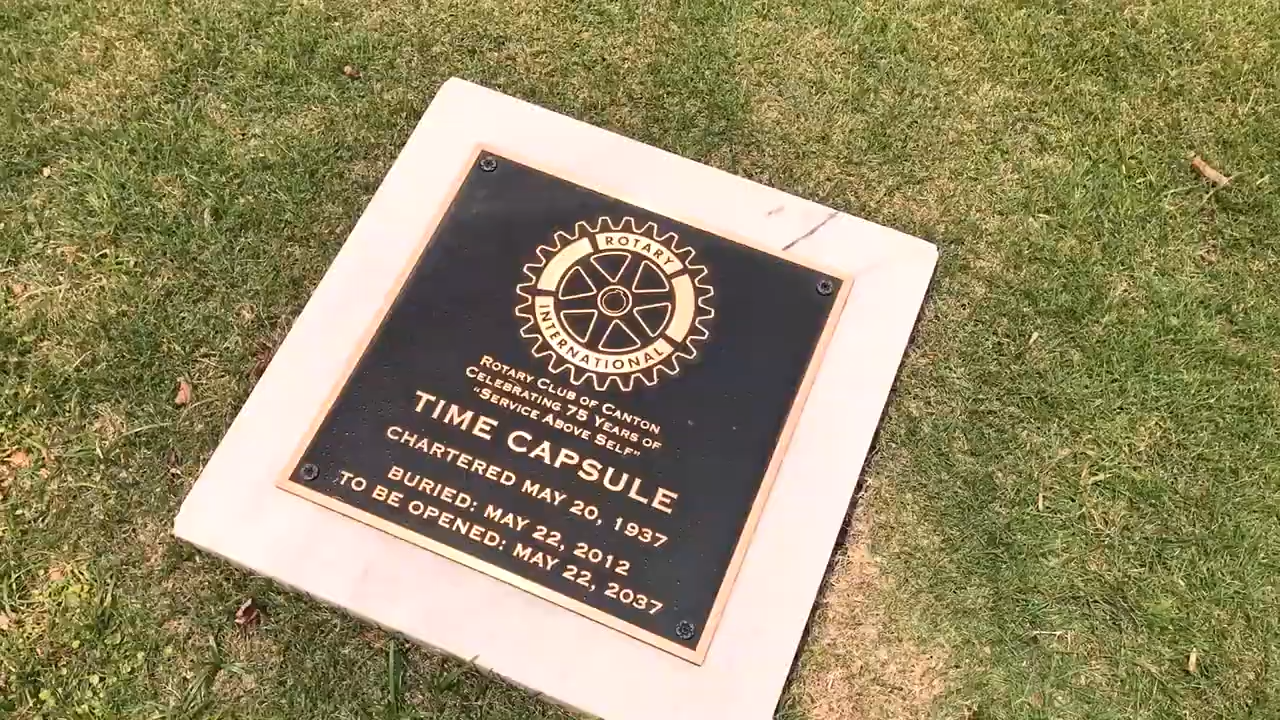 ROTARY
INTERNATIONAL
ROTARY CLUB OF CANTON
CELEBRATING 75 YEARS OF
"SERVICE ABOVE SELF"
TIME CAPSULE
CHARTERED MAY 20, 1937
BURIED: MAY 22, 2012
TO BE OPENED: MAY 22, 2037